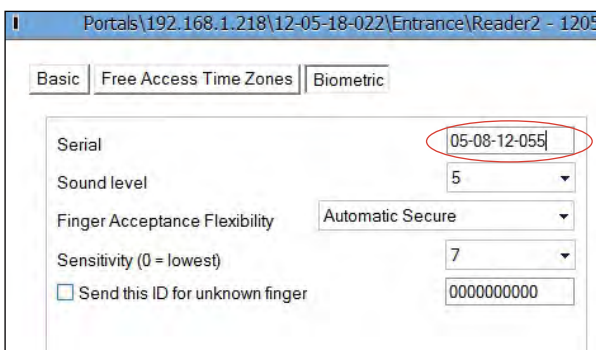 Portals\192.168.1.218\12-05-18-022\Entrance\Reader2 - 1205
Basic Free Access Time Zones Biometric
Serial 05-08-12-055
Sound level 5
Finger Acceptance Flexibility Automatic Secure
Sensitivity (0 = lowest) 7
Send this ID for unknown finger 0000000000